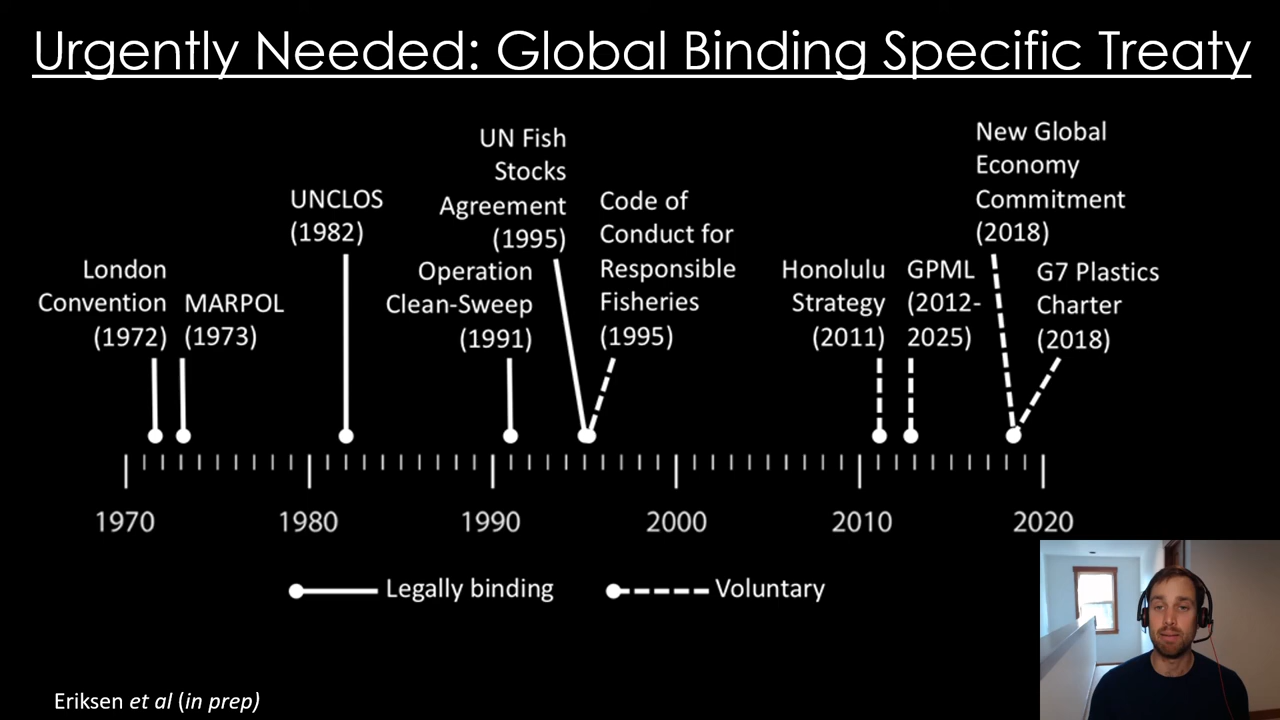 Urgently Needed: Global Binding Specific Treaty
London
Convention
(1972)
MARPOL
(1973)
UNCLOS
(1982)
Operation
Clean-Sweep
(1991)
UN Fish
Stocks
Agreement
(1995)
Code of
Conduct for
Responsible
Fisheries
(1995)
Honolulu
Strategy
(2011)
GPML
(2012-
2025)
New Global
Economy
Commitment
(2018)
G7 Plastics
Charter
(2018)
1970
1980
1990
2000
2010
2020
Legally binding
Voluntary
Eriksen et al (in prep)